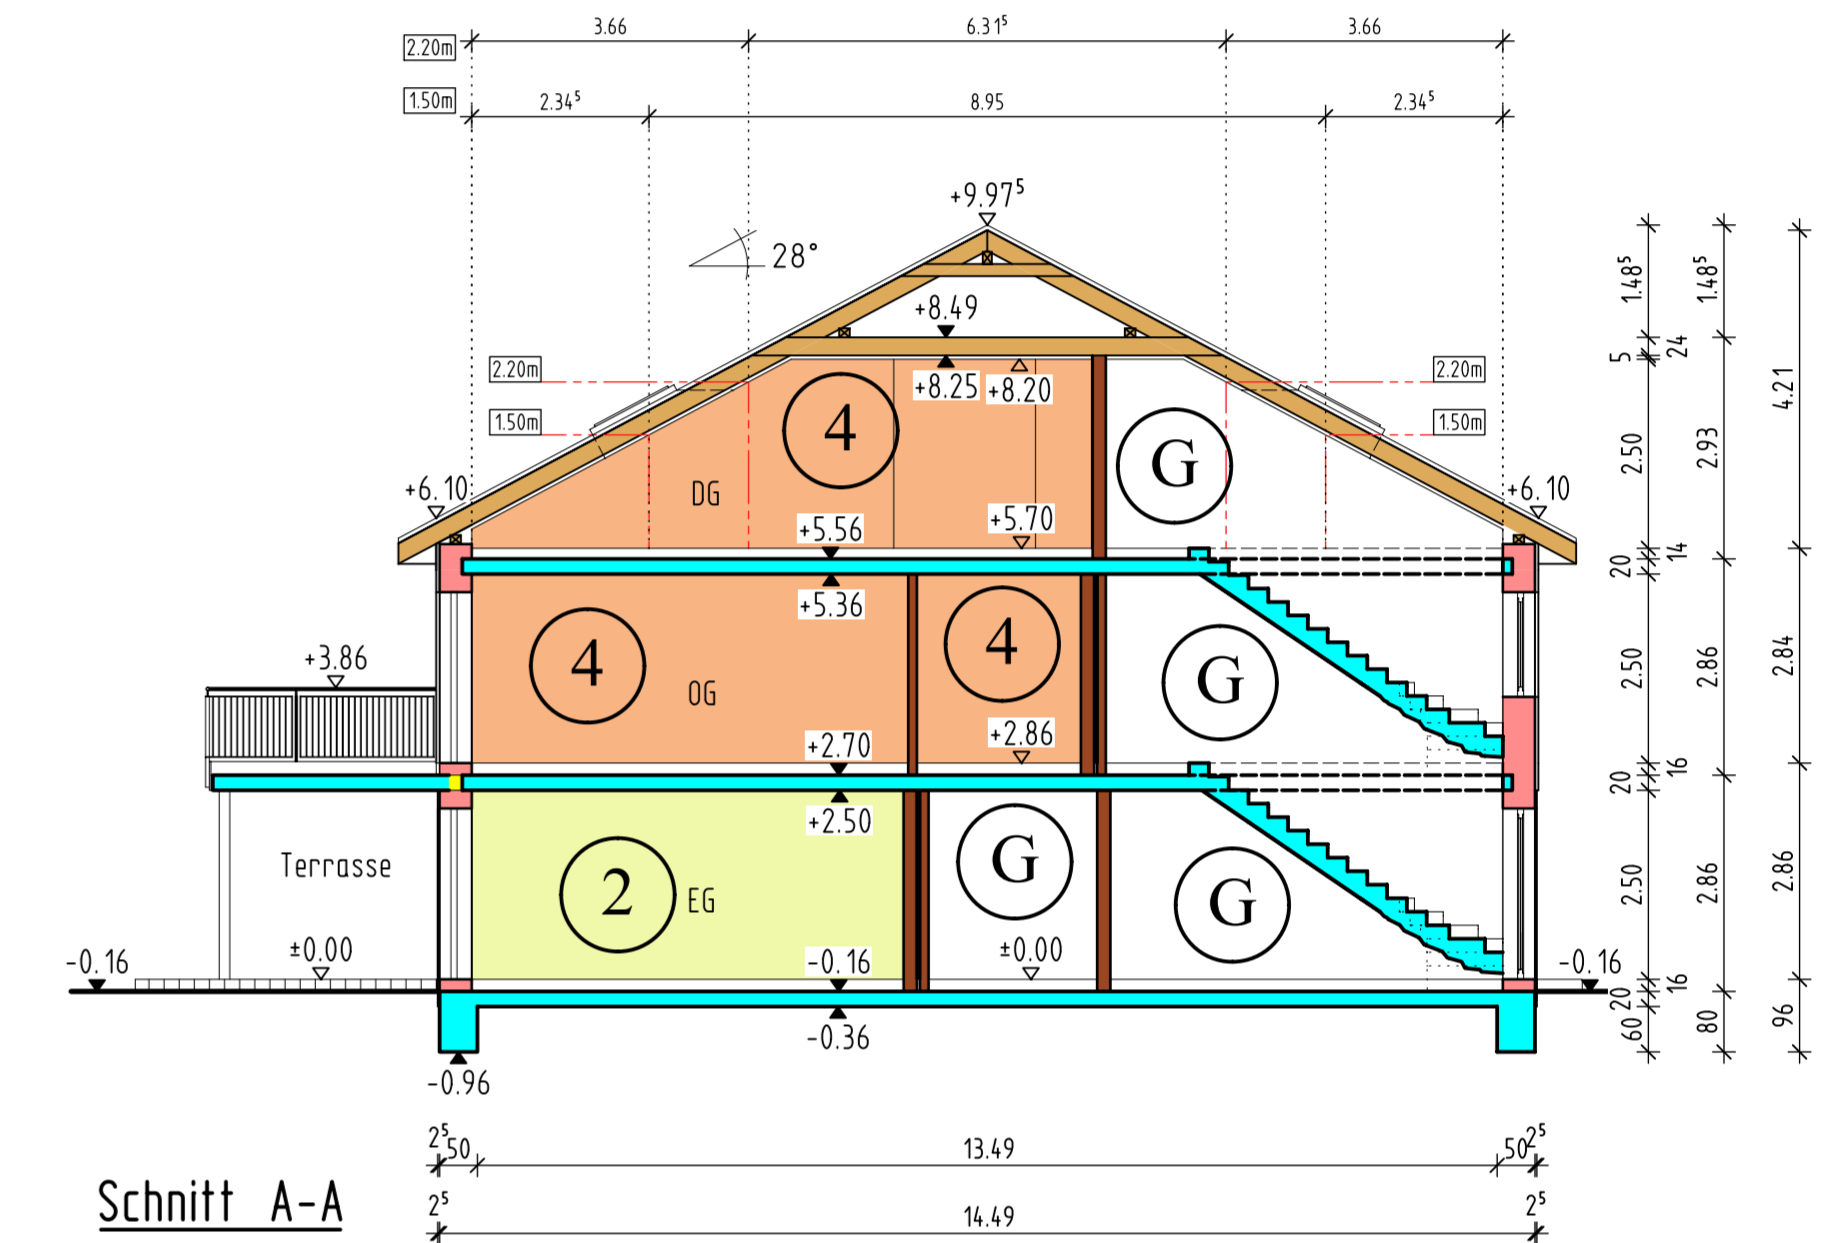 3.66 6.31⁵ 3.66
2.20m
1.50m
2.34⁵ 8.95 2.34⁵
+9.97⁵
28°
+8.49
2.20m
+8.25 +8.20
2.20m
1.50m
4
1.50m
G
+6.10
DG
+6.10
+5.56
+5.70
+5.36
4
4
+3.86
OG
G
+2.70
+2.86
+2.50
Terrasse
2
EG
G
G
-0.16
±0.00
-0.16
±0.00
-0.16
-0.36
-0.96
1.48⁵
5
2.50
20
2.50
20
2.50
20
60
24
14
16
16
1.48⁵
2.93
2.86
2.86
80
4.21
2.84
2.86
96
2⁵ 50 13.49 50 2⁵
Schnitt A-A
2⁵ 14.49 2⁵